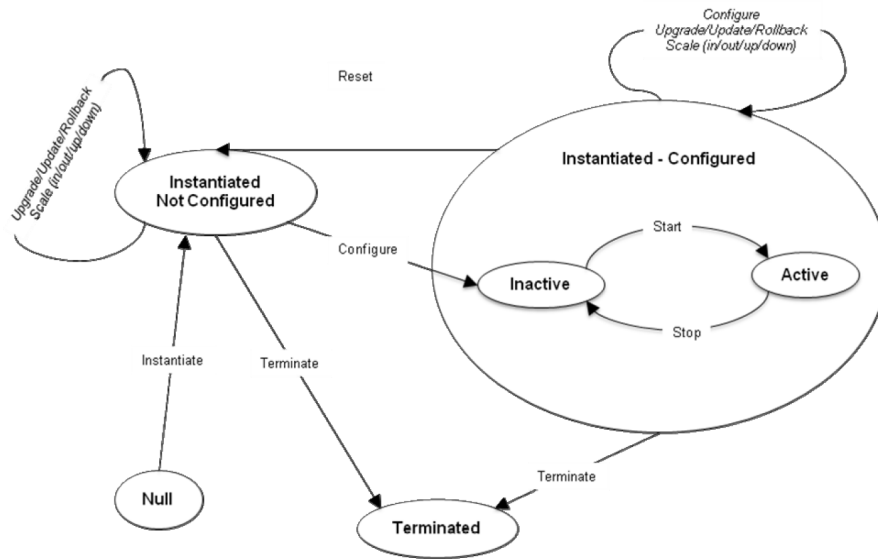 Configure
Upgrade/Update/Rollback
Scale (in/out/up/down)
Reset
Upgrade/Update/Rollback
Scale (in/out/up/down)
Instantiated
Not Configured
Instantiated - Configured
Start
Configure
Inactive
Active
Stop
Instantiate
Terminate
Terminate
Null
Terminated